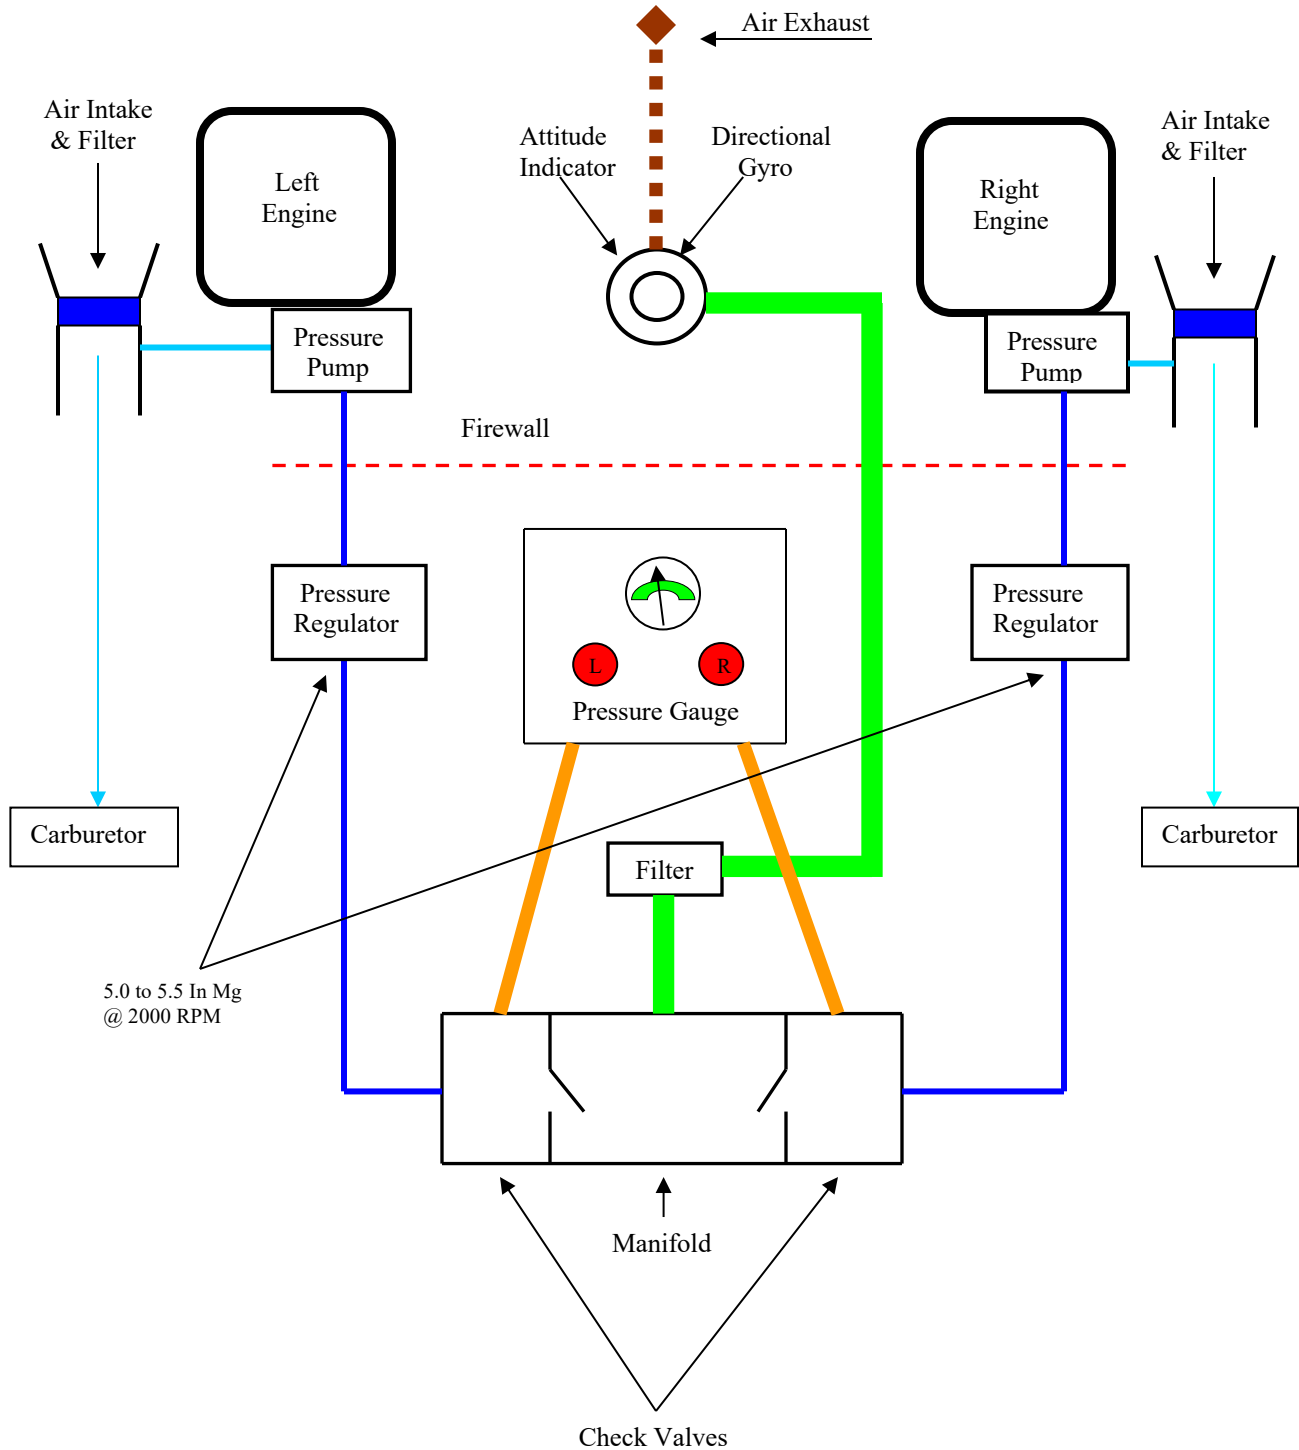 Air Exhaust
Air Intake
& Filter
Left
Engine
Attitude
Indicator
Directional
Gyro
Right
Engine
Air Intake
& Filter
Pressure
Pump
Pressure
Pump
Firewall
Pressure
Regulator
L
R
Pressure Gauge
Pressure
Regulator
Carburetor
Filter
Carburetor
5.0 to 5.5 In Mg
@ 2000 RPM
Manifold
Check Valves